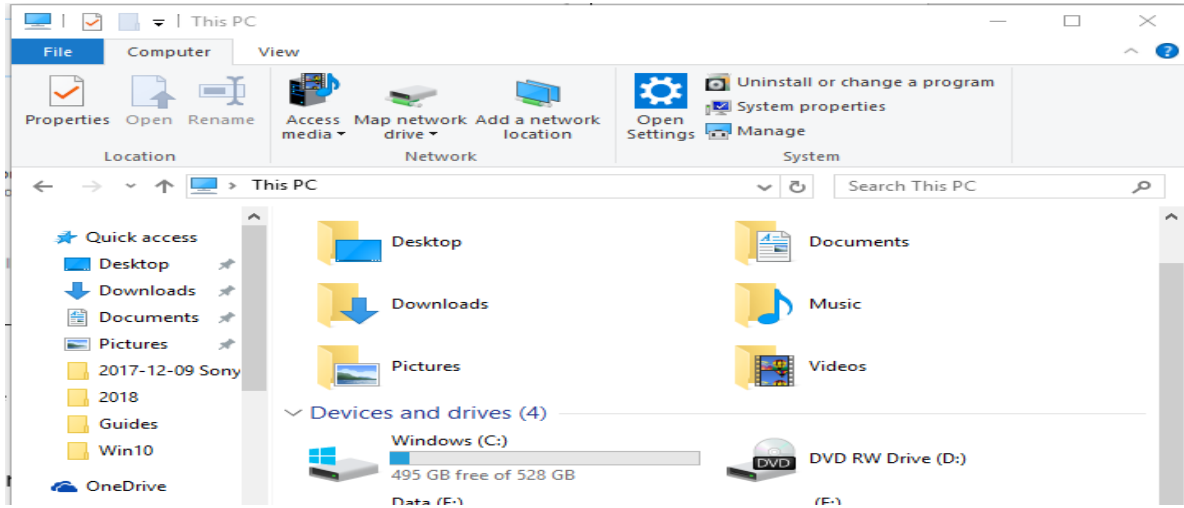 This PC
File Computer View
Properties Open Rename
Access media Map network drive Add a network location
Open Settings
Uninstall or change a program
System properties
Manage
Location Network System
This PC
Search This PC
Quick access
Desktop
Downloads
Documents
Pictures
2017-12-09 Sony
2018
Guides
Win10
OneDrive
Desktop
Documents
Downloads
Music
Pictures
Videos
Devices and drives (4)
Windows (C:)
495 GB free of 528 GB
DVD
DVD RW Drive (D:)